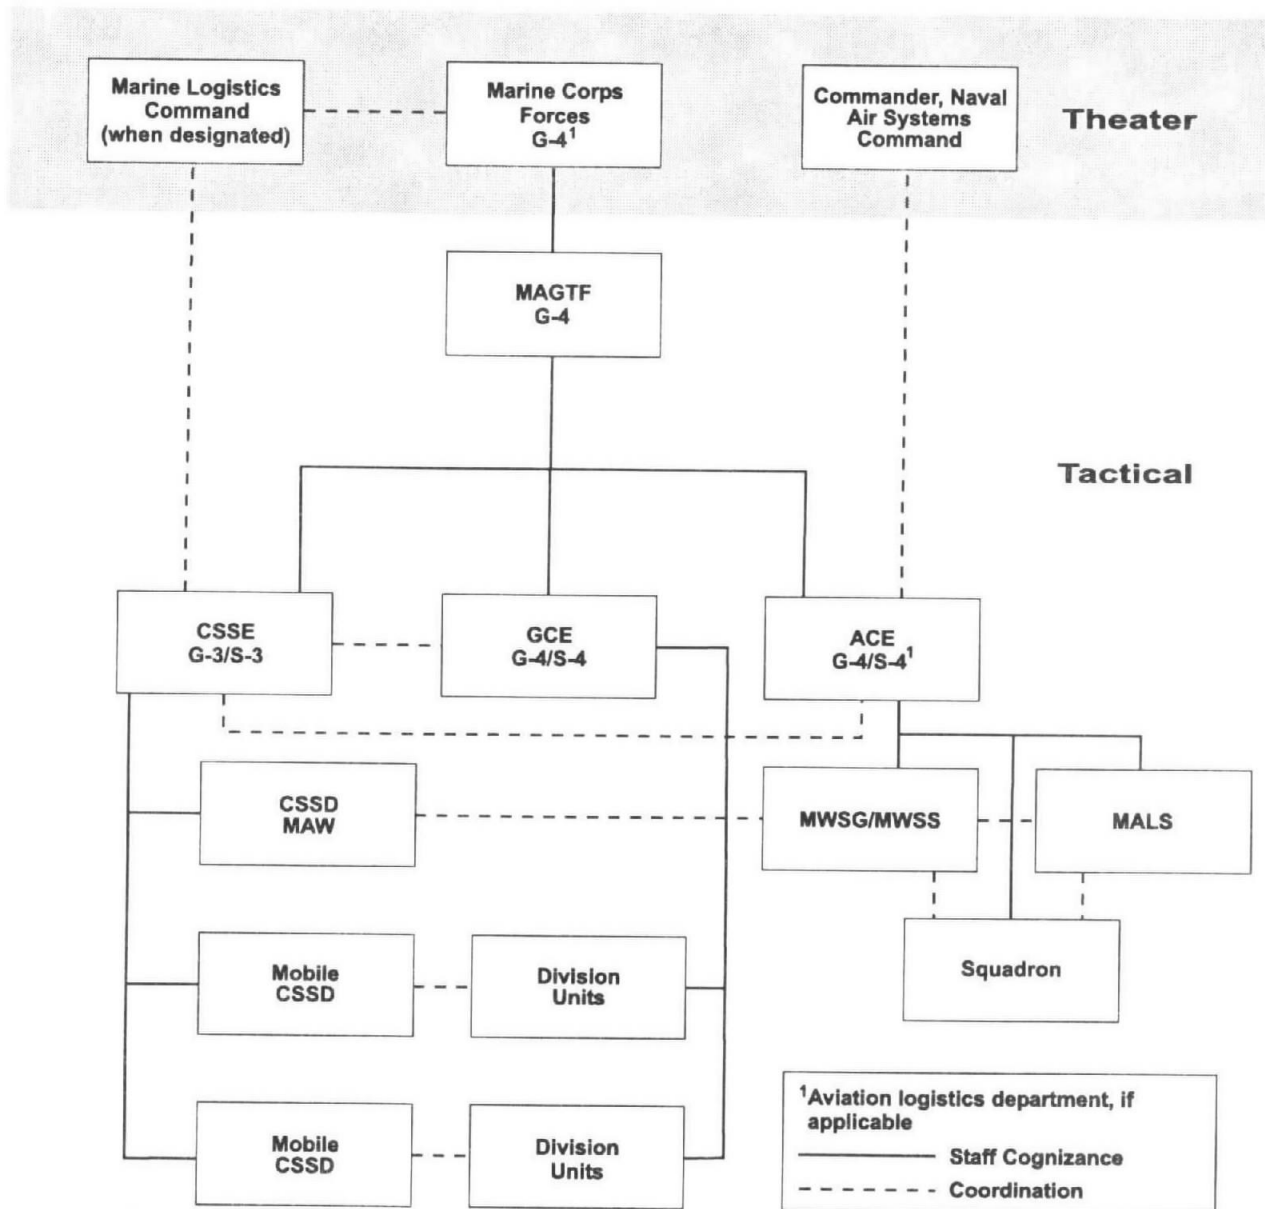 Marine Logistics
Command
(when designated)
Marine Corps
Forces
G-4¹
Commander, Naval
Air Systems
Command
Theater
MAGTF
G-4
Tactical
CSSE
G-3/S-3
GCE
G-4/S-4
ACE
G-4/S-4¹
CSSD
MAW
MWSG/MWSS
MALS
Mobile
CSSD
Division
Units
Squadron
Mobile
CSSD
Division
Units
¹Aviation logistics department, if
applicable
Staff Cognizance
Coordination